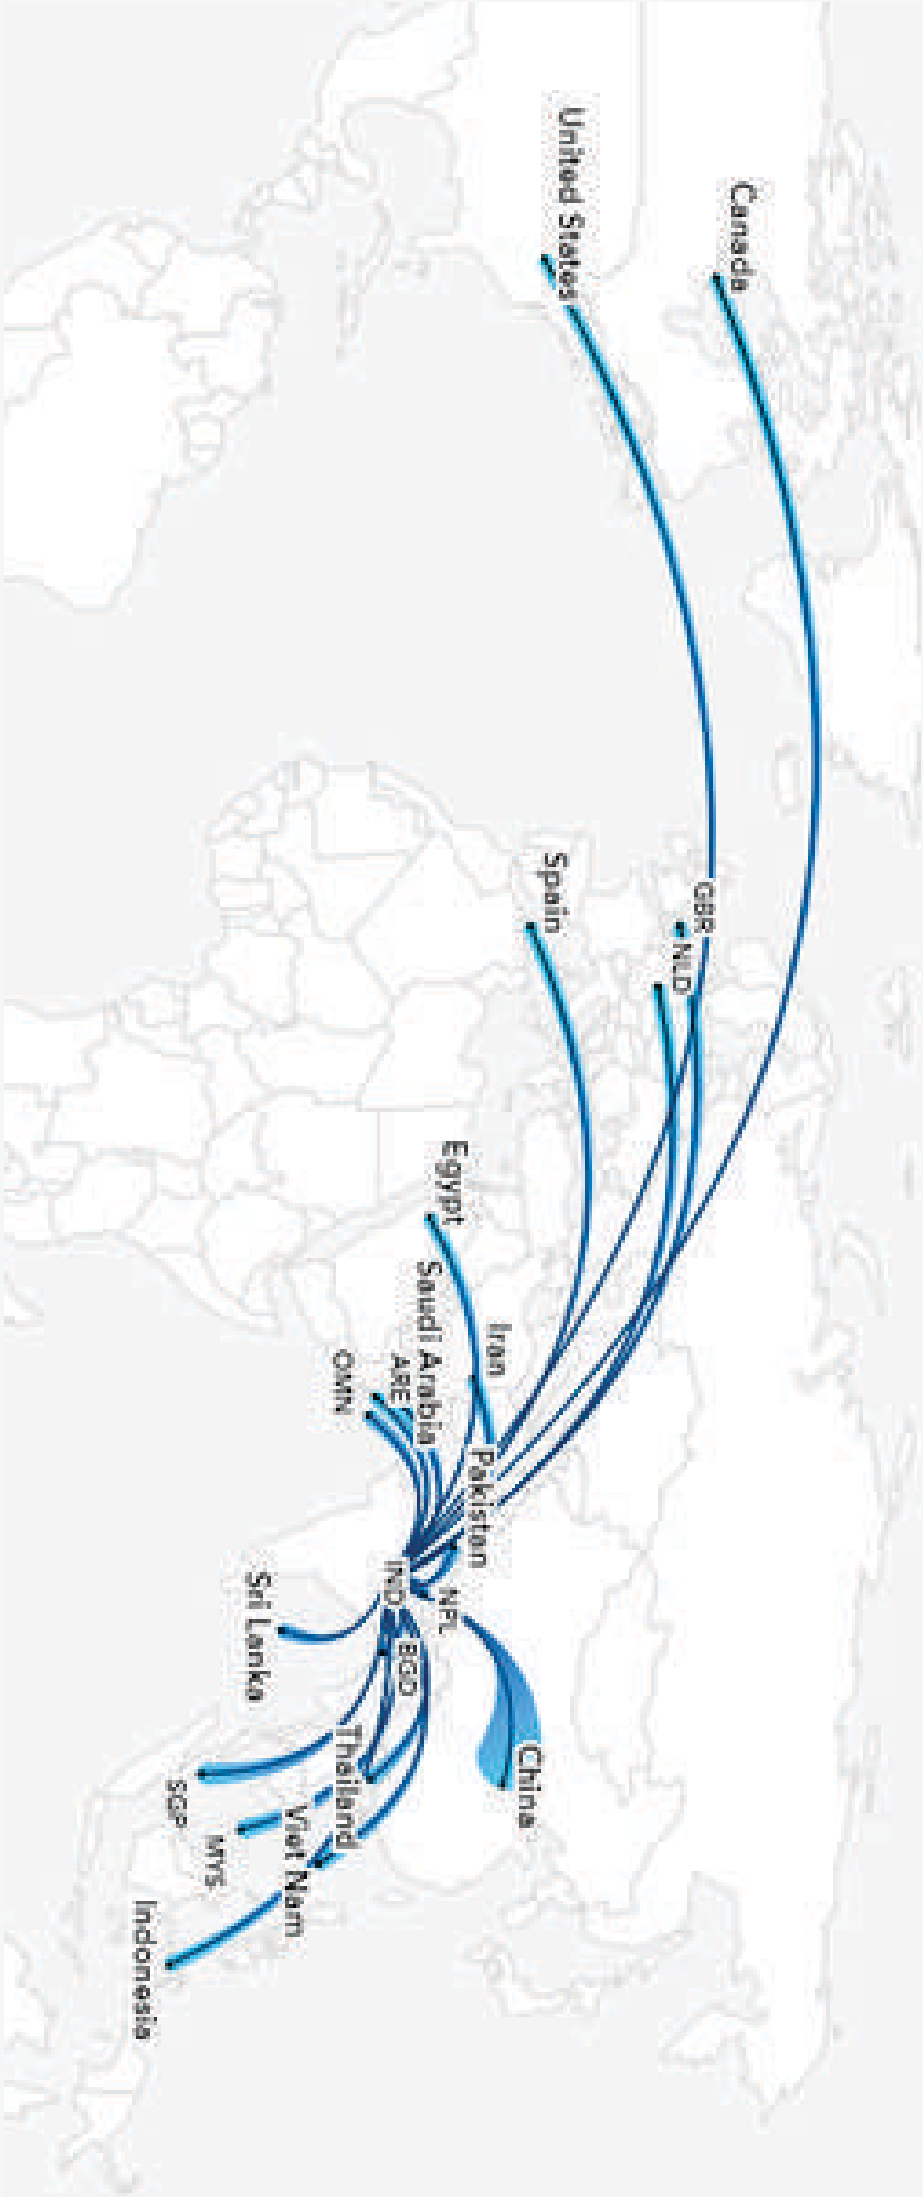 Canada
United States
GBR
NLD
Spain
Egypt
Iran
Saudi Arabia
ARE
OMN
Pakistan
NPL
IND
BGD
China
Sri Lanka
Thailand
Viet Nam
SGP
MYS
Indonesia